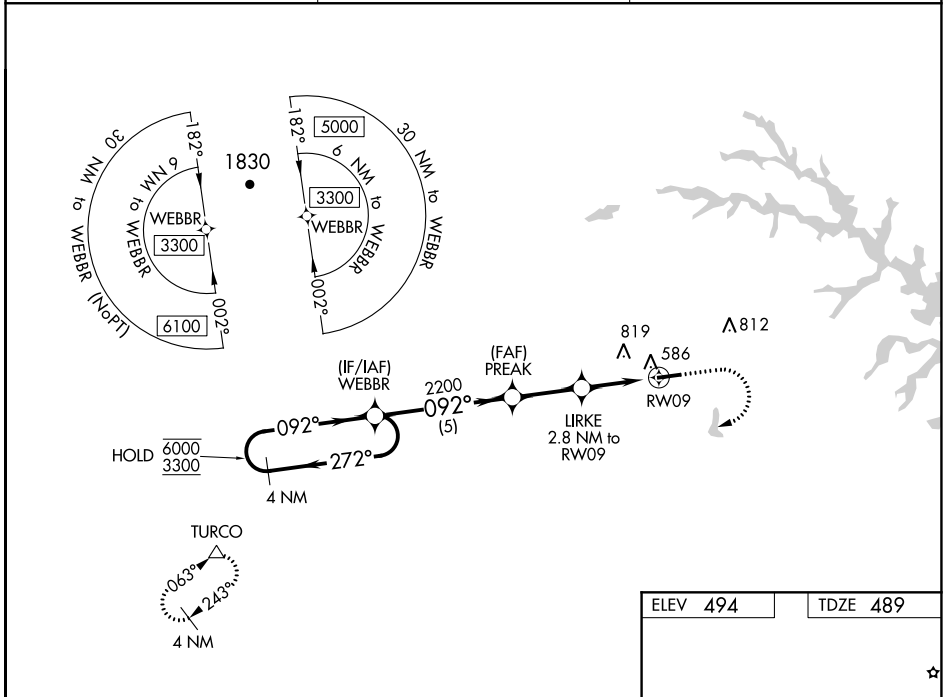 30 NM to WEBBR (NoPT)
6 NM to WEBBR
182°
WEBBR
3300
002°
6100
1830
182°
5000
30 NM to WEBBR
6 NM to WEBBR
3300
WEBBR
002°
819
812
586
RW09
(FAF)
PREAK
(IF/IAF)
WEBBR
2200
092°
(5)
LIRKE
2.8 NM to
RW09
092°
272°
HOLD
6000
3300
4 NM
TURCO
063°
243°
4 NM
ELEV 494
TDZE 489